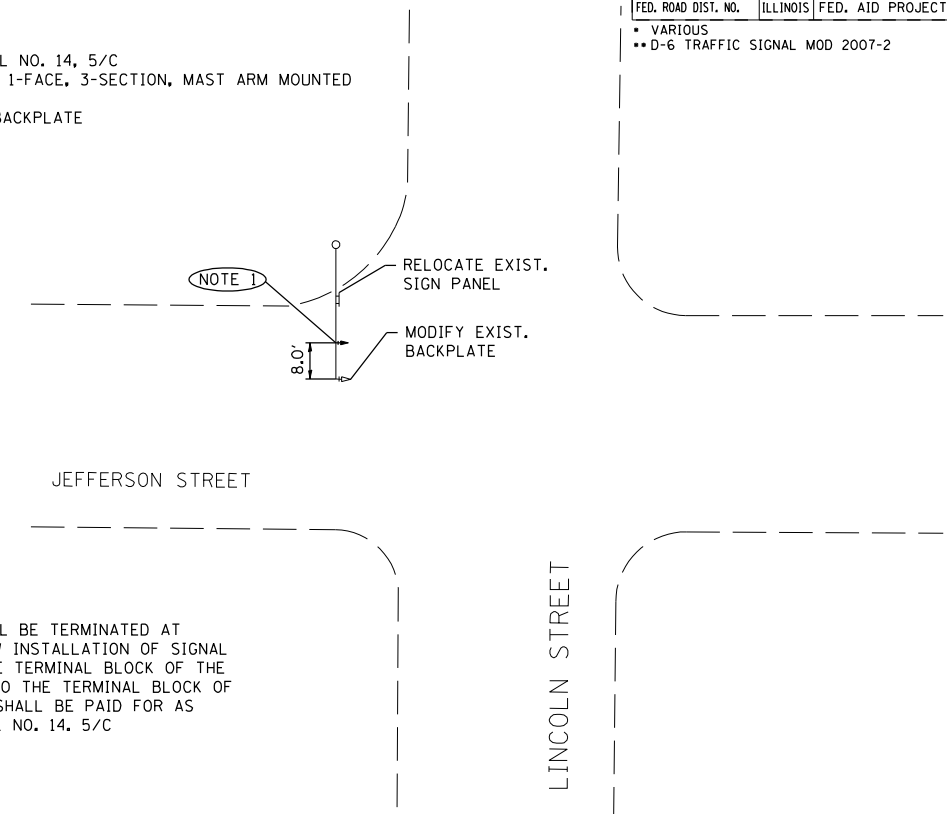 FED. ROAD DIST. NO. ILLINOIS FED. AID PROJECT
* VARIOUS
** D-6 TRAFFIC SIGNAL MOD 2007-2
L NO. 14, 5/C
1-FACE, 3-SECTION, MAST ARM MOUNTED
BACKPLATE
NOTE 1
RELOCATE EXIST.
SIGN PANEL
MODIFY EXIST.
BACKPLATE
8.0'
JEFFERSON STREET
LINCOLN STREET
L BE TERMINATED AT
INSTALLATION OF SIGNAL
E TERMINAL BLOCK OF THE
O THE TERMINAL BLOCK OF
SHALL BE PAID FOR AS
NO. 14. 5/C